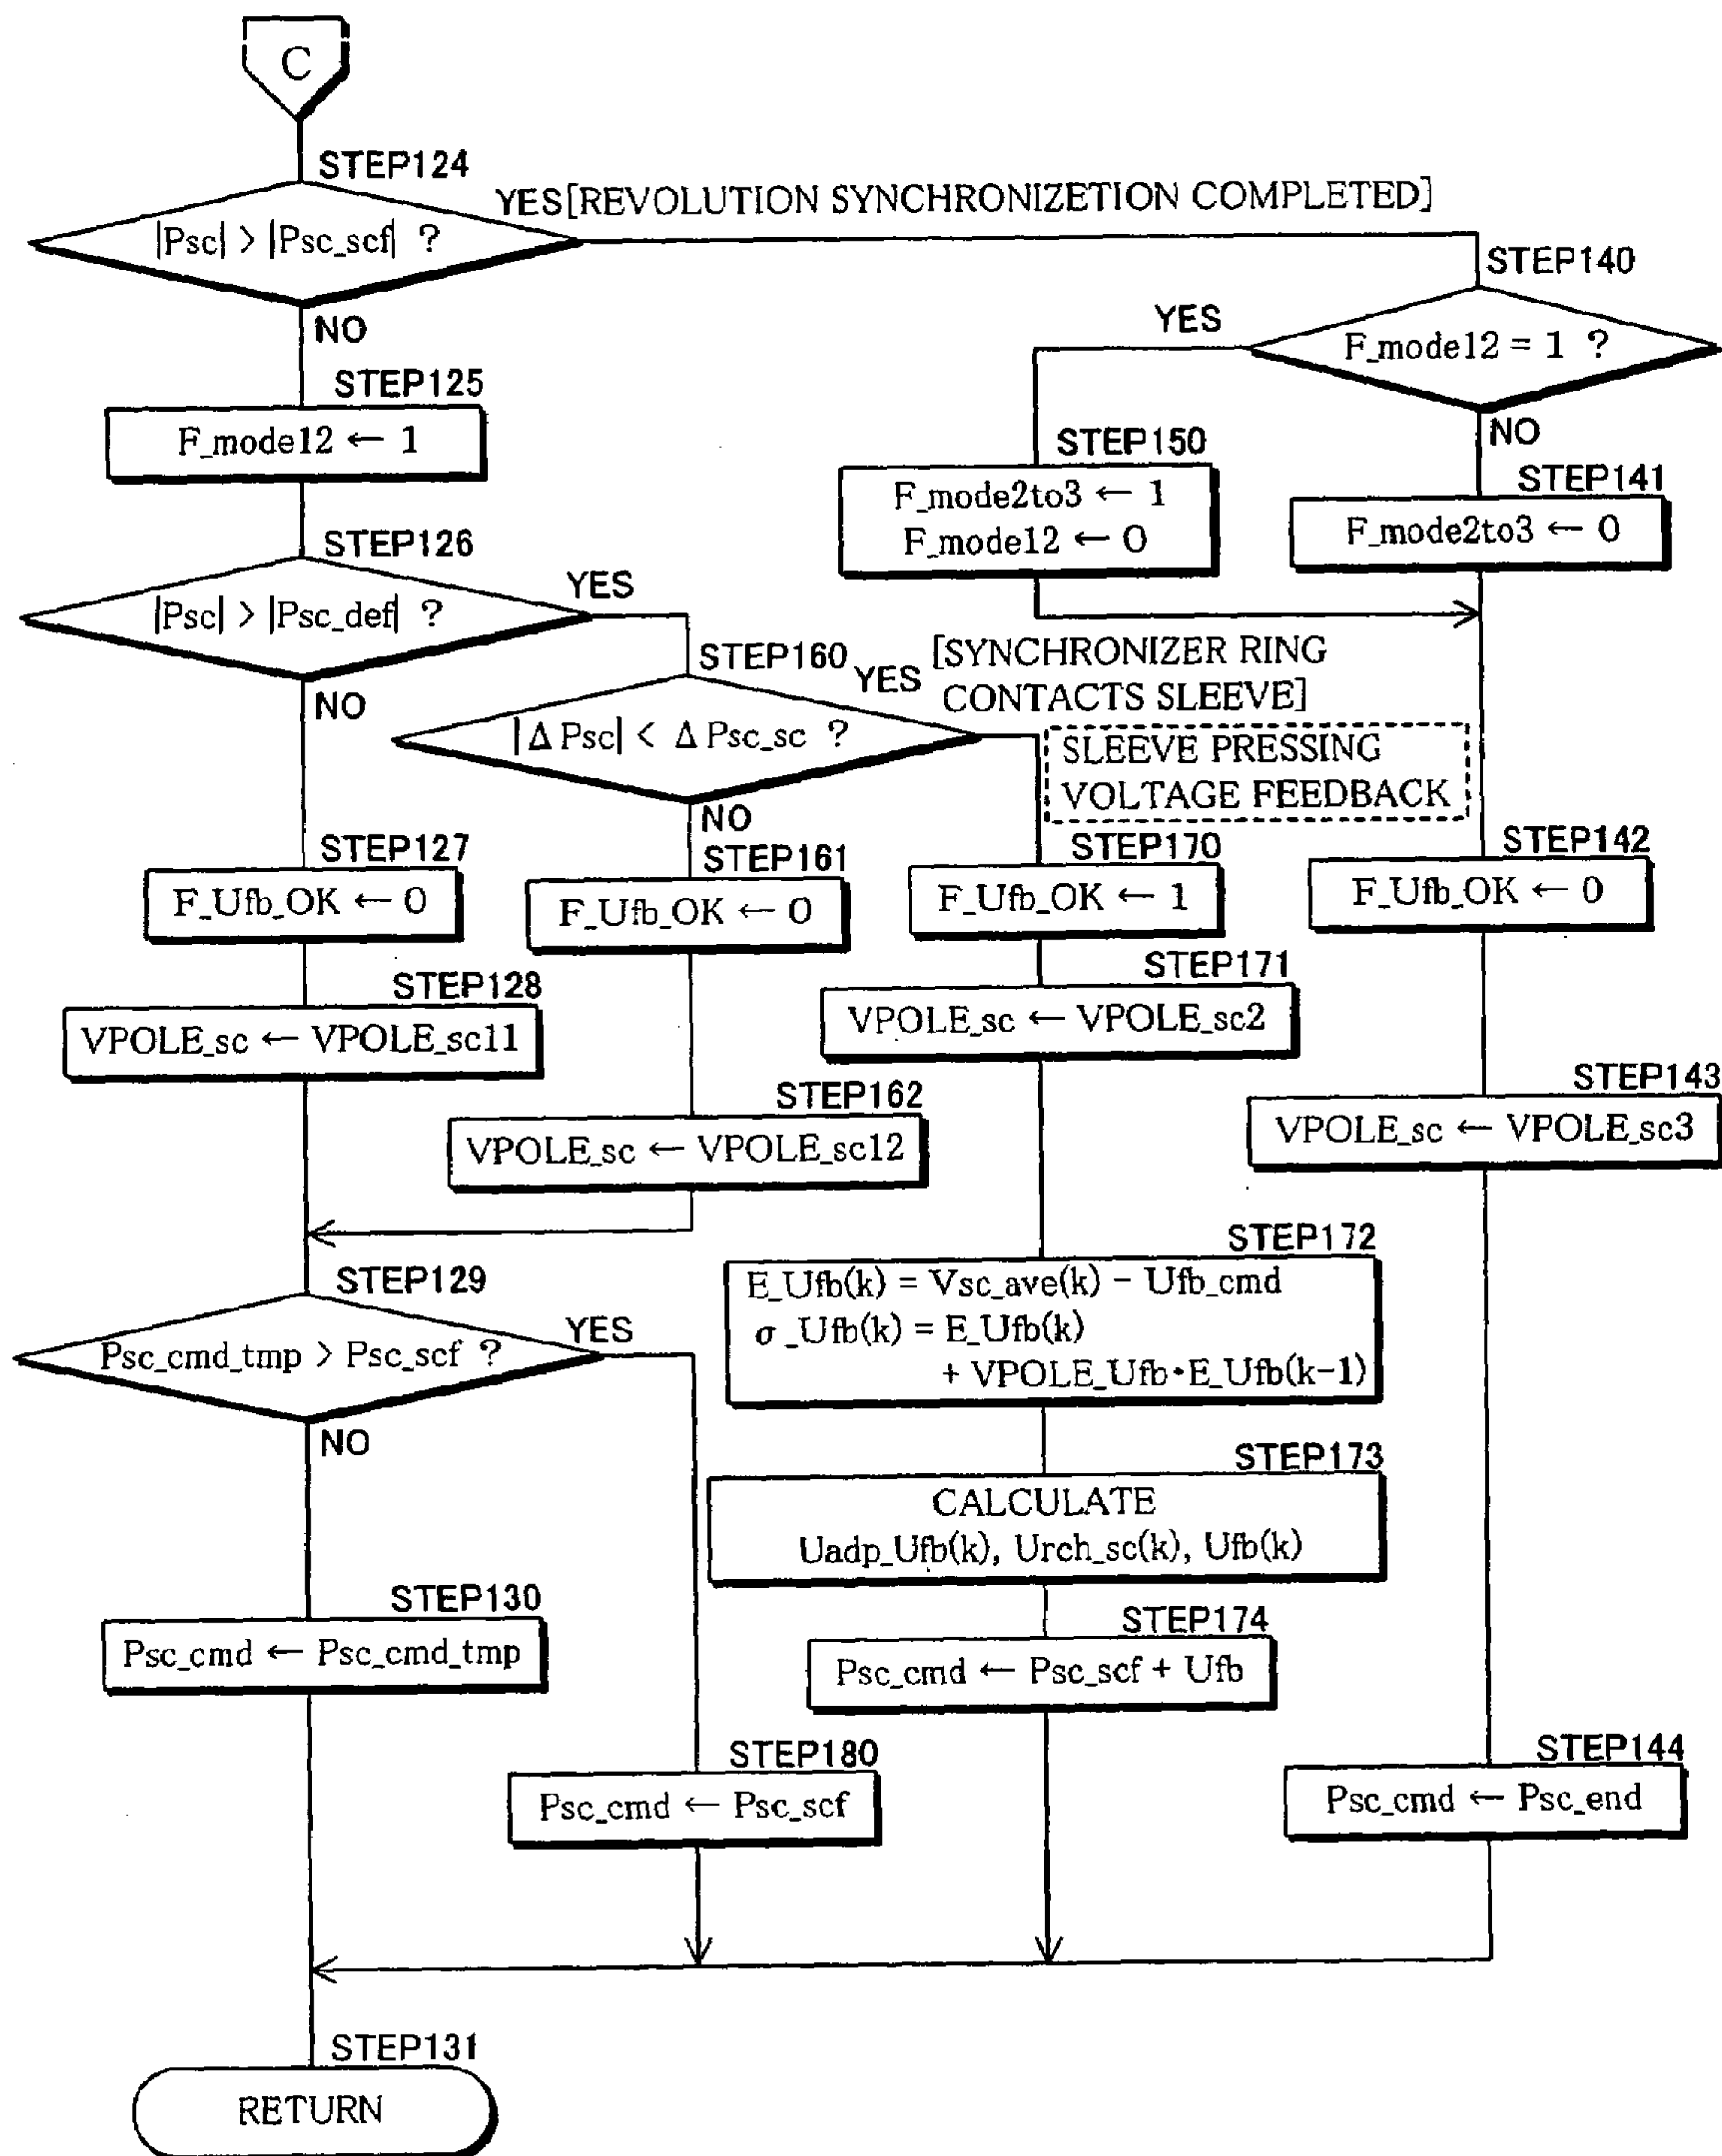 C
STEP124
|Psc| > |Psc_scf| ?
YES[REVOLUTION SYNCHRONIZETION COMPLETED]
NO
STEP140
F_mode12 = 1 ?
YES
NO
STEP125
F_mode12 ← 1
STEP150
F_mode2to3 ← 1
F_mode12 ← 0
STEP141
F_mode2to3 ← 0
STEP126
|Psc| > |Psc_def| ?
YES
NO
STEP160
|Δ Psc| < Δ Psc_sc ?
YES
[SYNCHRONIZER RING
CONTACTS SLEEVE]
SLEEVE PRESSING
VOLTAGE FEEDBACK
NO
STEP127
F_Ufb_OK ← 0
STEP161
F_Ufb_OK ← 0
STEP170
F_Ufb_OK ← 1
STEP142
F_Ufb_OK ← 0
STEP128
VPOLE_sc ← VPOLE_sc11
STEP171
VPOLE_sc ← VPOLE_sc2
STEP162
VPOLE_sc ← VPOLE_sc12
STEP143
VPOLE_sc ← VPOLE_sc3
STEP129
Psc_cmd_tmp > Psc_scf ?
YES
NO
STEP172
E_Ufb(k) = Vsc_ave(k) - Ufb_cmd
σ_Ufb(k) = E_Ufb(k)
+ VPOLE_Ufb·E_Ufb(k-1)
STEP173
CALCULATE
Uadp_Ufb(k), Urch_sc(k), Ufb(k)
STEP130
Psc_cmd ← Psc_cmd_tmp
STEP174
Psc_cmd ← Psc_scf + Ufb
STEP180
Psc_cmd ← Psc_scf
STEP144
Psc_cmd ← Psc_end
STEP131
RETURN